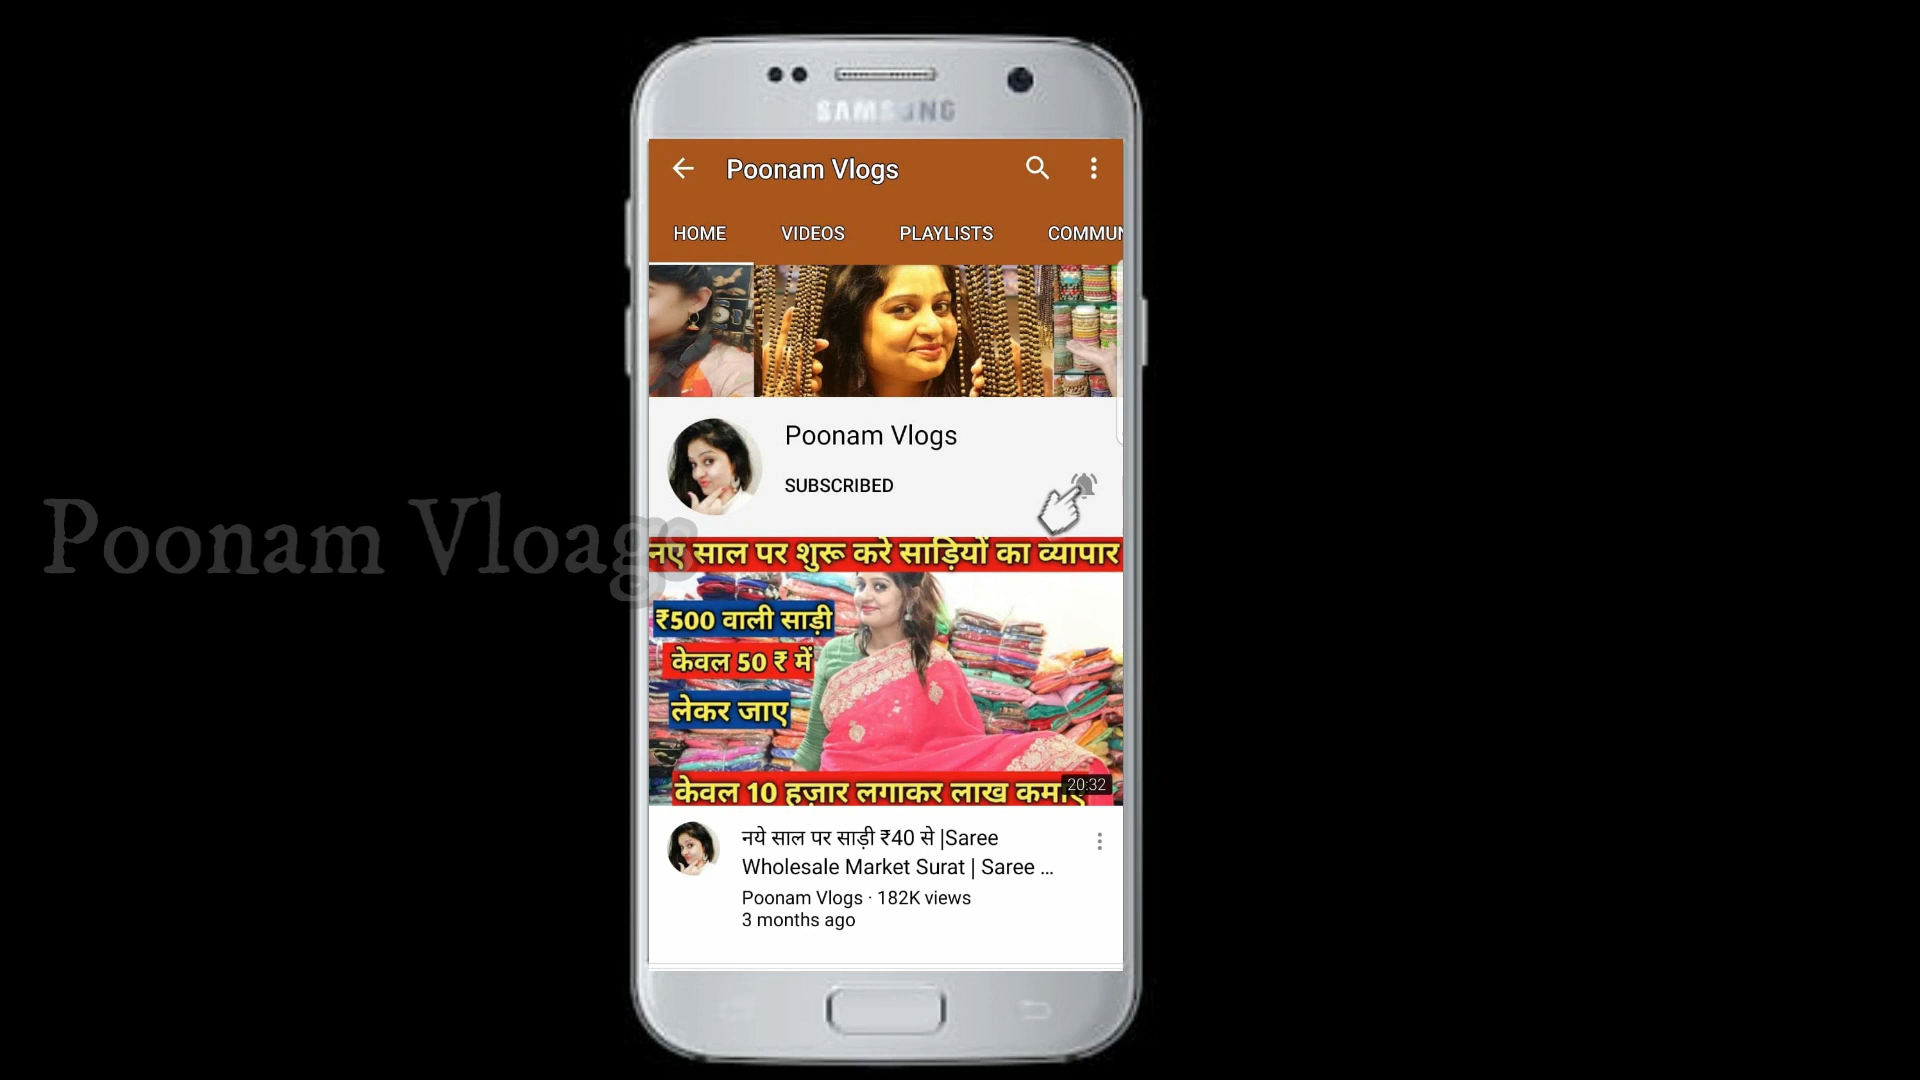 SAMSUNG
Poonam Vlogs
HOME VIDEOS PLAYLISTS COMMUN
Poonam Vlogs
SUBSCRIBED
Poonam Vloags
नए साल पर शुरू करे साड़ियों का व्यापार
₹500 वाली साड़ी
केवल 50 ₹ में
लेकर जाए
केवल 10 हज़ार लगाकर लाख कमाए
20:32
नये साल पर साड़ी ₹40 से |Saree
Wholesale Market Surat | Saree ...
Poonam Vlogs · 182K views
3 months ago